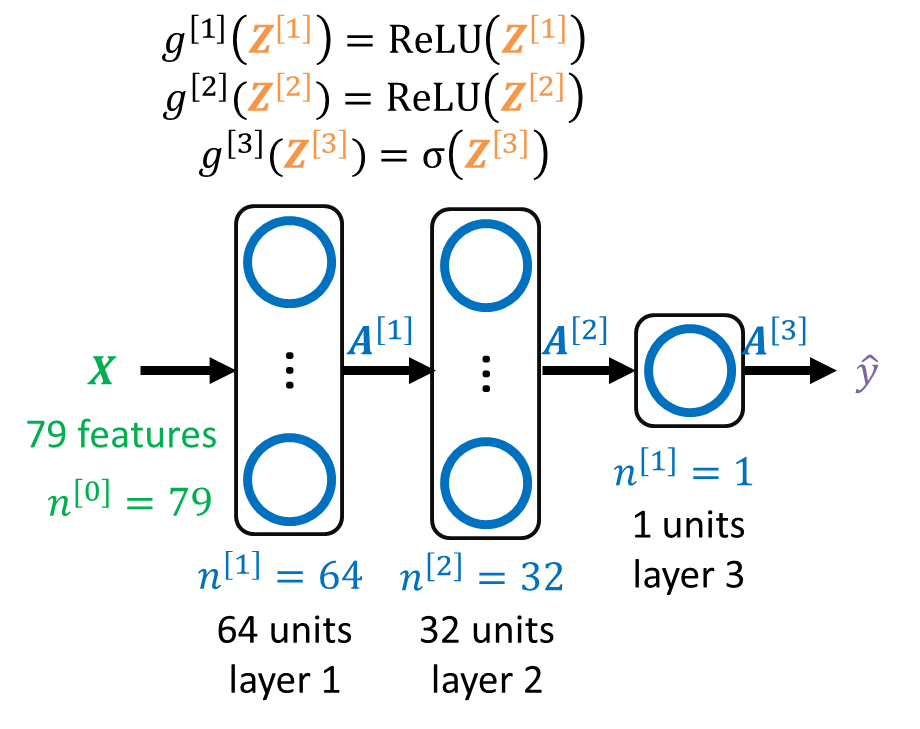 g^[1](Z^[1]) = ReLU(Z^[1])
g^[2](Z^[2]) = ReLU(Z^[2])
g^[3](Z^[3]) = σ(Z^[3])
X
A^[1]
A^[2]
A^[3]
ŷ
79 features
n^[0] = 79
n^[1] = 64
64 units
layer 1
n^[2] = 32
32 units
layer 2
n^[1] = 1
1 units
layer 3